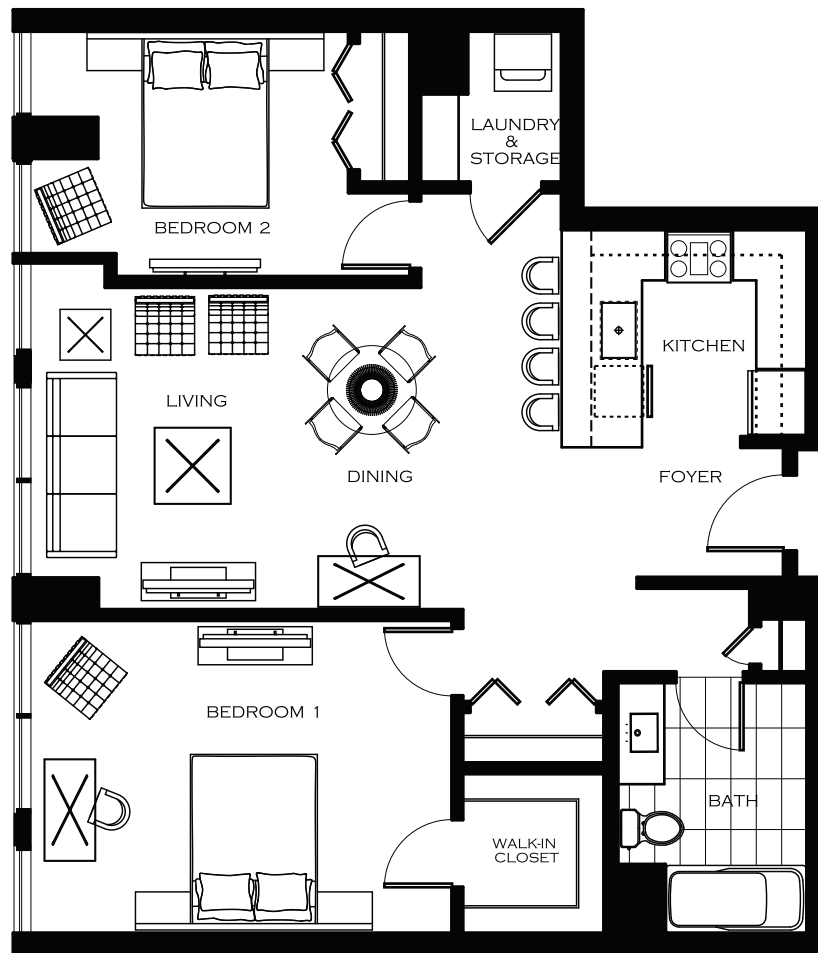 LAUNDRY
&
STORAGE
BEDROOM 2
KITCHEN
LIVING
DINING
FOYER
BEDROOM 1
BATH
WALK-IN
CLOSET